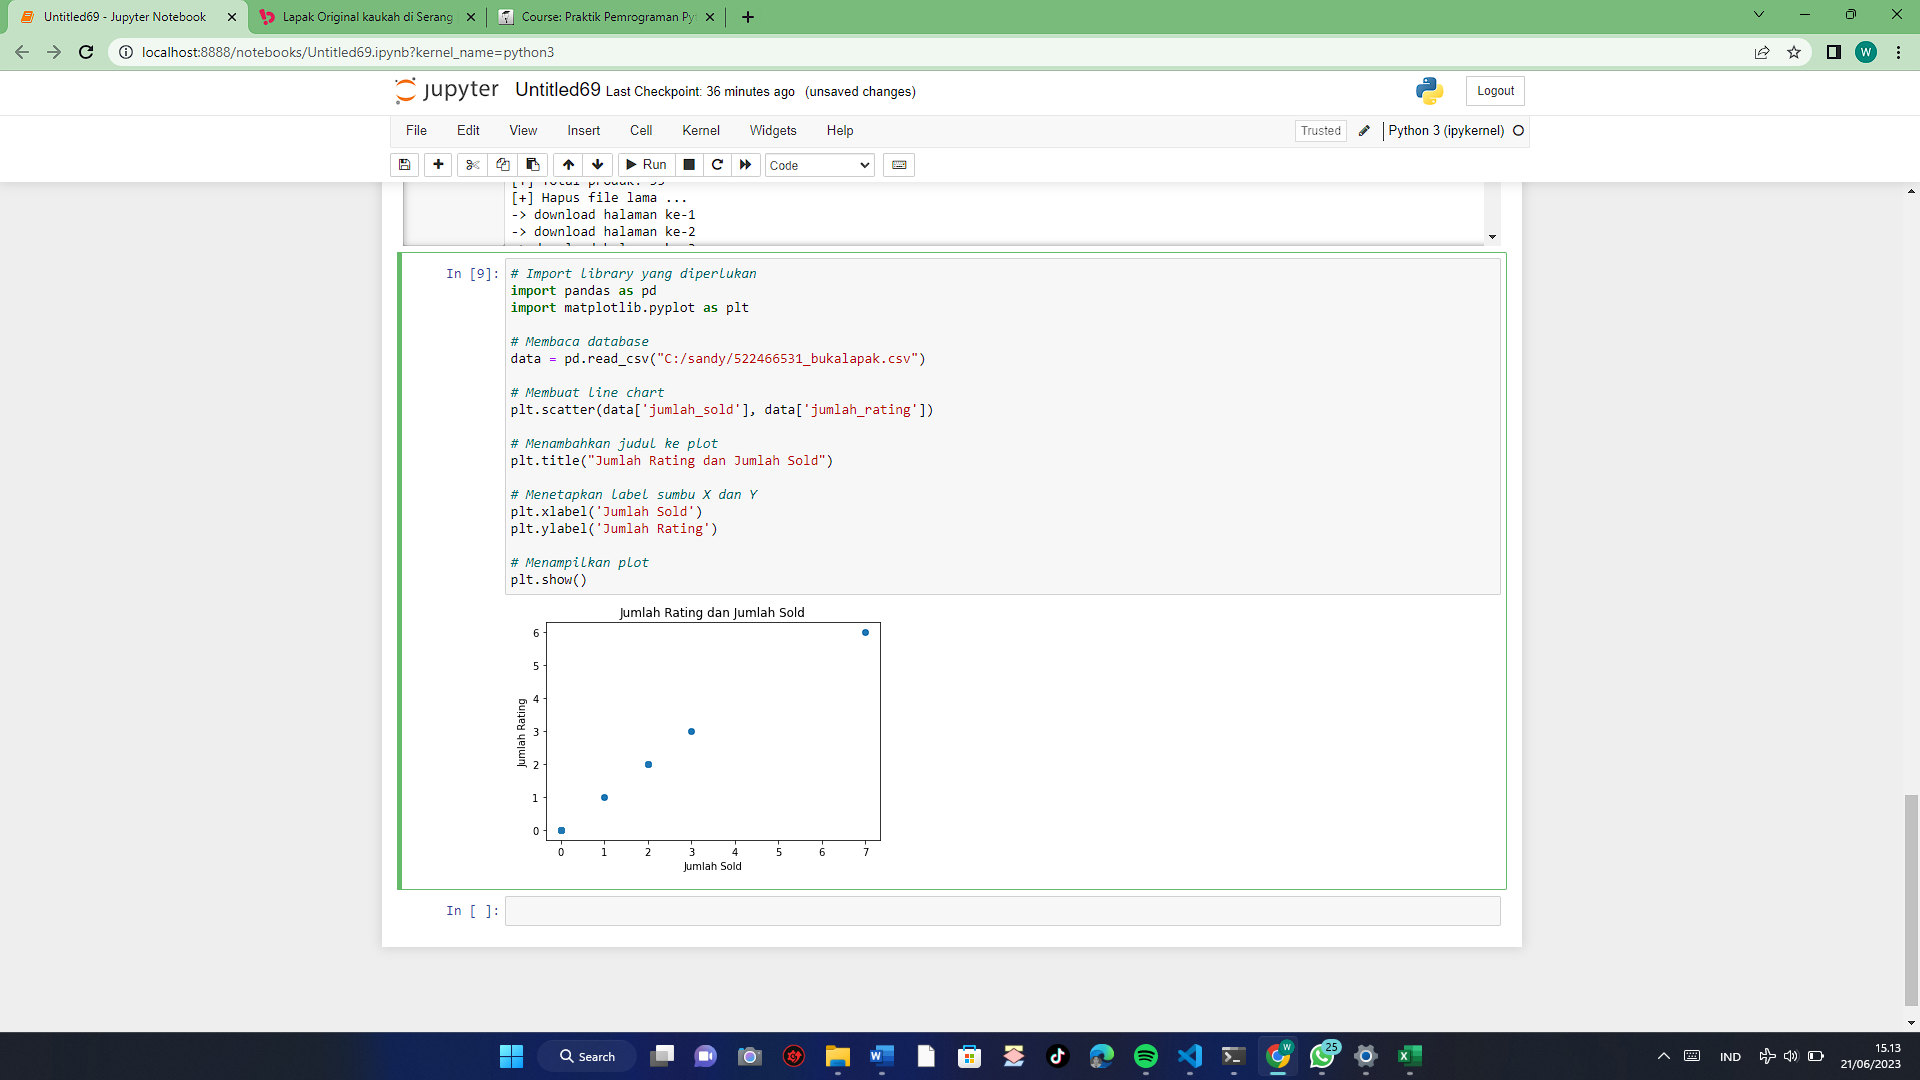 Untitled69 - Jupyter Notebook
Lapak Original kaukah di Serang
Course: Praktik Pemrograman Py
localhost:8888/notebooks/Untitled69.ipynb?kernel_name=python3
W
jupyter Untitled69 Last Checkpoint: 36 minutes ago (unsaved changes)
Logout
File Edit View Insert Cell Kernel Widgets Help
Trusted
Python 3 (ipykernel)
Run
Code
[+] Total produk: 99
[+] Hapus file lama ...
-> download halaman ke-1
-> download halaman ke-2
In [9]:
# Import library yang diperlukan
import pandas as pd
import matplotlib.pyplot as plt
# Membaca database
data = pd.read_csv("C:/sandy/522466531_bukalapak.csv")
# Membuat line chart
plt.scatter(data['jumlah_sold'], data['jumlah_rating'])
# Menambahkan judul ke plot
plt.title("Jumlah Rating dan Jumlah Sold")
# Menetapkan label sumbu X dan Y
plt.xlabel('Jumlah Sold')
plt.ylabel('Jumlah Rating')
# Menampilkan plot
plt.show()
Jumlah Rating dan Jumlah Sold
6
5
4
3
2
1
0
Jumlah Rating
0 1 2 3 4 5 6 7
Jumlah Sold
In [ ]:
Search
W
25
IND
15.13
21/06/2023